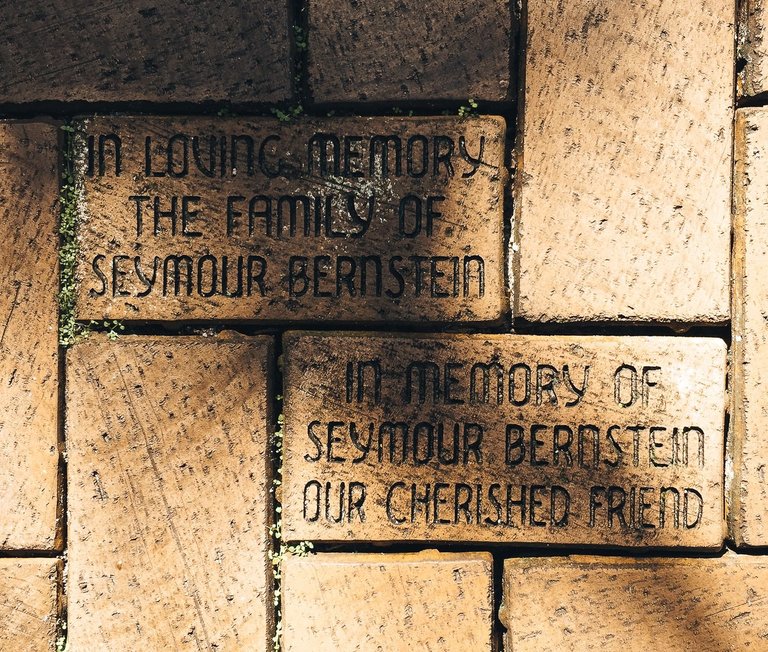 IN LOVING MEMORY
THE FAMILY OF
SEYMOUR BERNSTEIN
IN MEMORY OF
SEYMOUR BERNSTEIN
OUR CHERISHED FRIEND